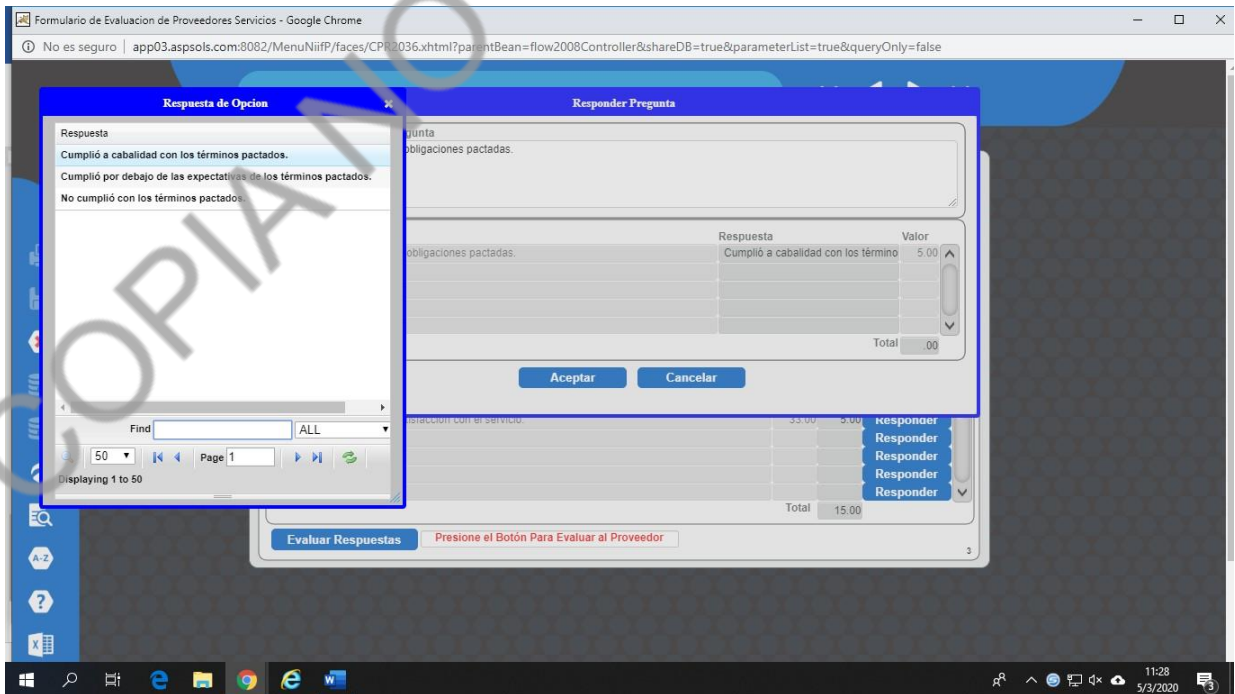 Formulario de Evaluacion de Proveedores Servicios - Google Chrome
No es seguro | app03.aspsols.com:8082/MenuNiifP/faces/CPR2036.xhtml?parentBean=flow2008Controller&shareDB=true&parameterList=true&queryOnly=false
Respuesta de Opcion
Responder Pregunta
Respuesta
Cumplió a cabalidad con los términos pactados.
Cumplió por debajo de las expectativas de los términos pactados.
No cumplió con los términos pactados.
gunta
obligaciones pactadas.
Respuesta Valor
obligaciones pactadas. Cumplió a cabalidad con los término 5.00
Total .00
Aceptar Cancelar
Find ALL
50 Page 1
Displaying 1 to 50
con el servicio. 33.00 5.00 Responder
Responder
Responder
Responder
Responder
Total 15.00
Evaluar Respuestas Presione el Botón Para Evaluar al Proveedor
3
A-Z
?
COPIA NO
11:28
5/3/2020
3